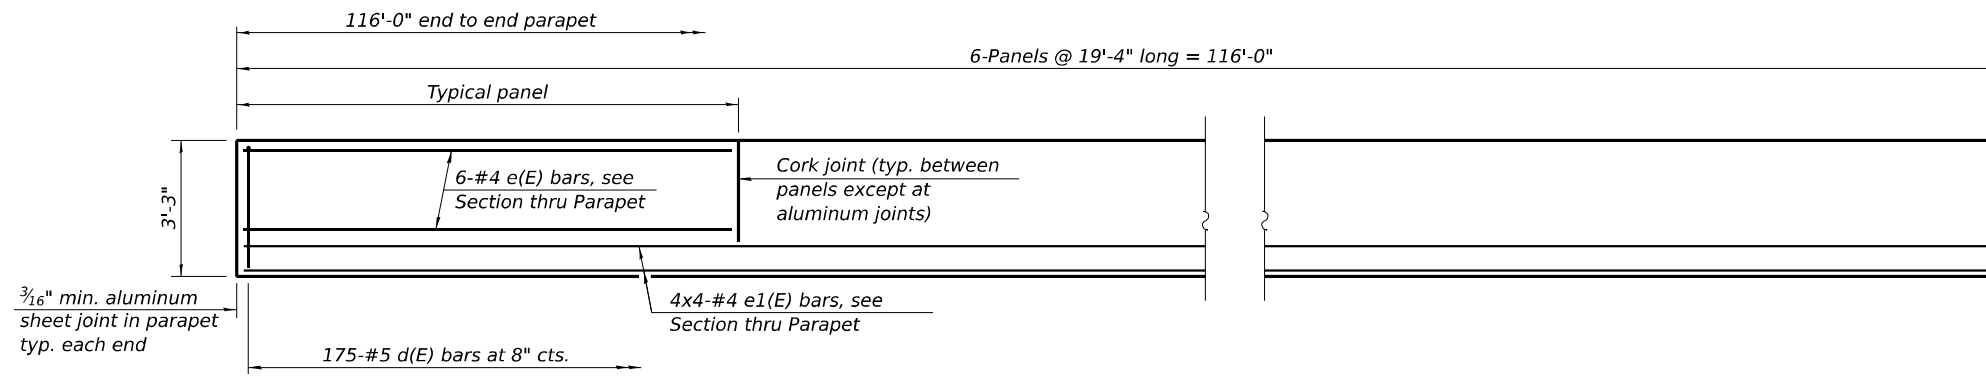 116'-0" end to end parapet
6-Panels @ 19'-4" long = 116'-0"
Typical panel
3'-3"
6-#4 e(E) bars, see
Section thru Parapet
Cork joint (typ. between
panels except at
aluminum joints)
3/16" min. aluminum
sheet joint in parapet
typ. each end
4x4-#4 e1(E) bars, see
Section thru Parapet
175-#5 d(E) bars at 8" cts.